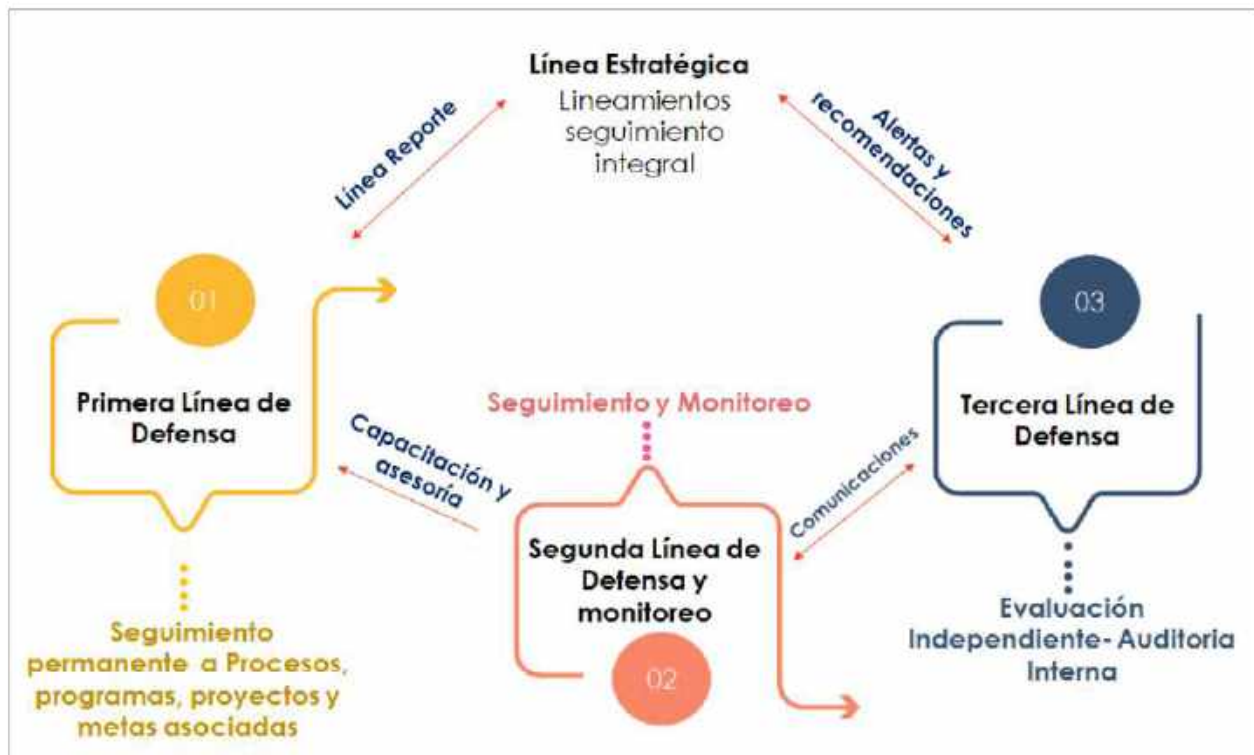 Línea Estratégica
Lineamientos
seguimiento
integral
Línea Reporte
Alertas y
recomendaciones
01
Primera Línea de
Defensa
Seguimiento
permanente a Procesos,
programas, proyectos y
metas asociadas
Capacitación y
asesoría
Seguimiento y Monitoreo
Segunda Línea de
Defensa y
monitoreo
02
Comunicaciones
03
Tercera Línea de
Defensa
Evaluación
Independiente- Auditoria
Interna